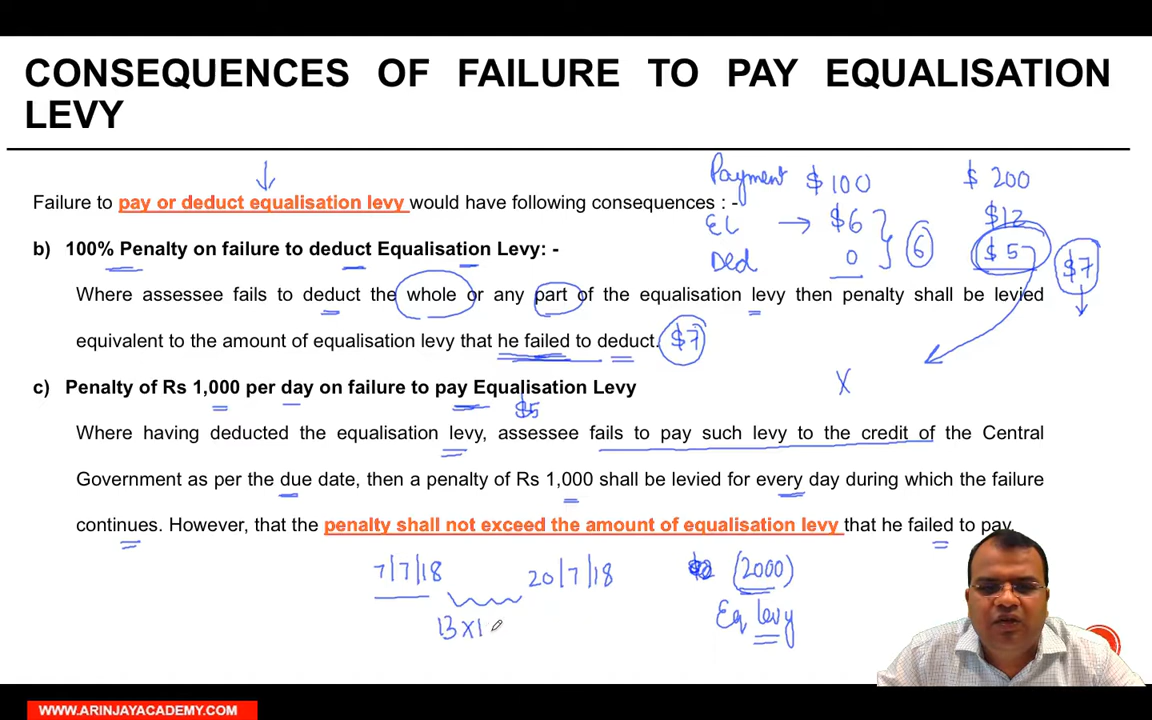 CONSEQUENCES OF FAILURE TO PAY EQUALISATION
LEVY
Payment $ 100 $ 200
Failure to pay or deduct equalisation levy would have following consequences : -
EL → $6 $12
b) 100% Penalty on failure to deduct Equalisation Levy: -
Ded 0 6 $ 5 $7
Where assessee fails to deduct the whole or any part of the equalisation levy then penalty shall be levied
equivalent to the amount of equalisation levy that he failed to deduct. $7
c) Penalty of Rs 1,000 per day on failure to pay Equalisation Levy
X
$5
Where having deducted the equalisation levy, assessee fails to pay such levy to the credit of the Central
Government as per the due date, then a penalty of Rs 1,000 shall be levied for every day during which the failure
continues. However, that the penalty shall not exceed the amount of equalisation levy that he failed to pay.
7/7/18 20/7/18 (2000)
Eq levy
13 X 1
WWW.ARINJAYACADEMY.COM